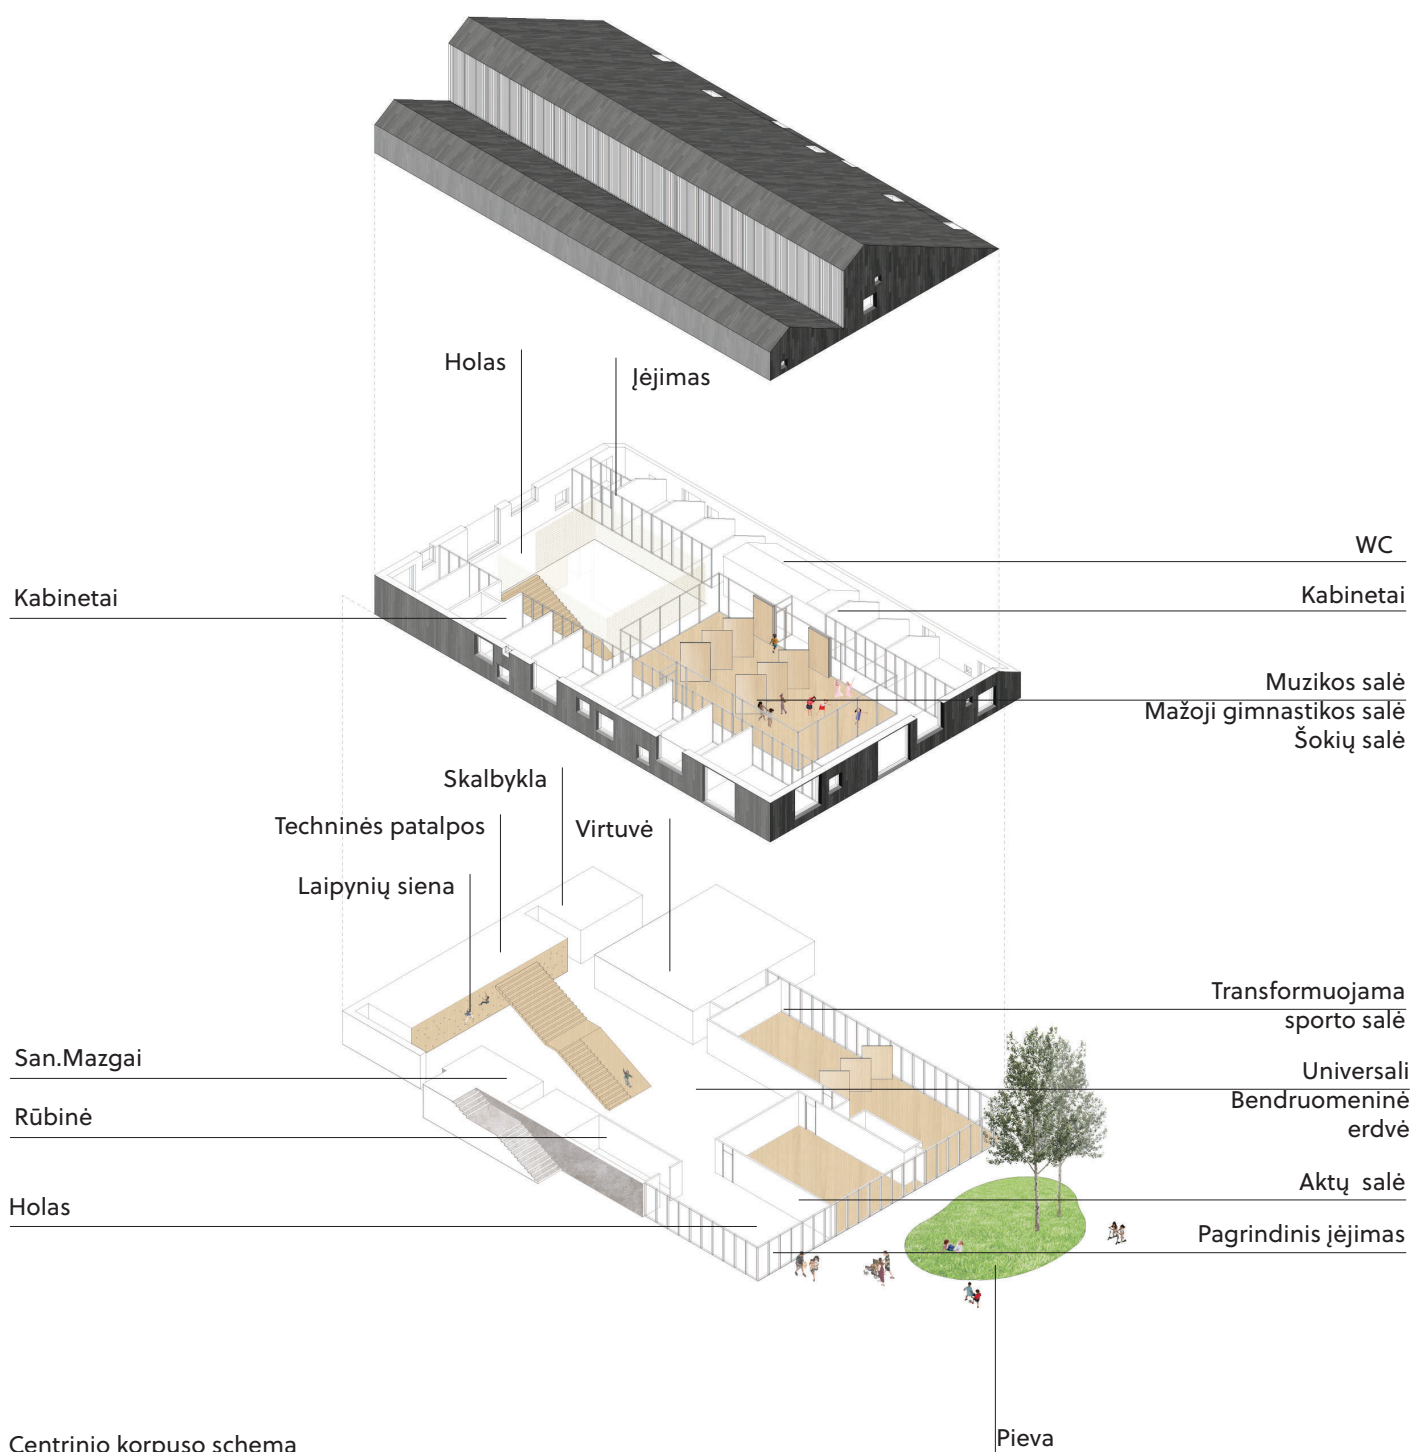 Holas
Įėjimas
WC
Kabinetai
Kabinetai
Muzikos salė
Mažoji gimnastikos salė
Šokių salė
Skalbykla
Techninės patalpos
Virtuvė
Laipynių siena
Transformuojama
sporto salė
San.Mazgai
Universali
Bendruomeninė
erdvė
Rūbinė
Aktų salė
Holas
Pagrindinis įėjimas
Pieva
Centrinio korpuso schema